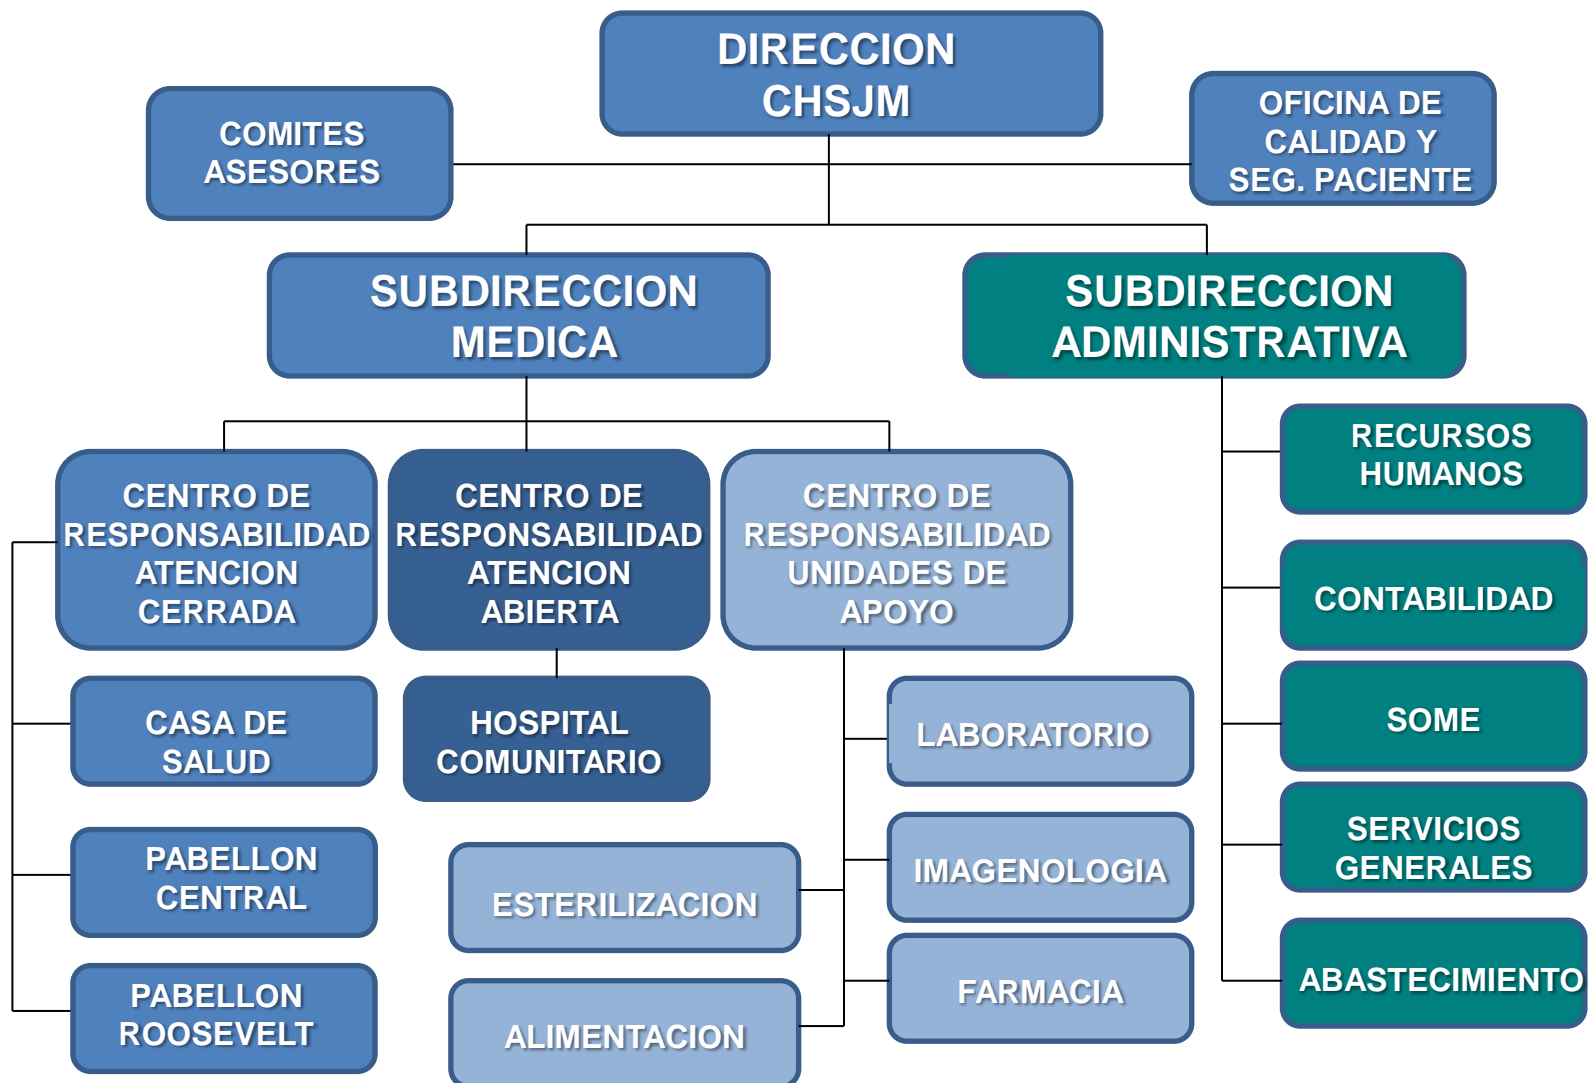 DIRECCION
CHSJM
COMITES
ASESORES
OFICINA DE
CALIDAD Y
SEG. PACIENTE
SUBDIRECCION
MEDICA
SUBDIRECCION
ADMINISTRATIVA
CENTRO DE
RESPONSABILIDAD
ATENCION
CERRADA
CENTRO DE
RESPONSABILIDAD
ATENCION
ABIERTA
CENTRO DE
RESPONSABILIDAD
UNIDADES DE
APOYO
CASA DE
SALUD
PABELLON
CENTRAL
PABELLON
ROOSEVELT
HOSPITAL
COMUNITARIO
ESTERILIZACION
ALIMENTACION
LABORATORIO
IMAGENOLOGIA
FARMACIA
RECURSOS
HUMANOS
CONTABILIDAD
SOME
SERVICIOS
GENERALES
ABASTECIMIENTO